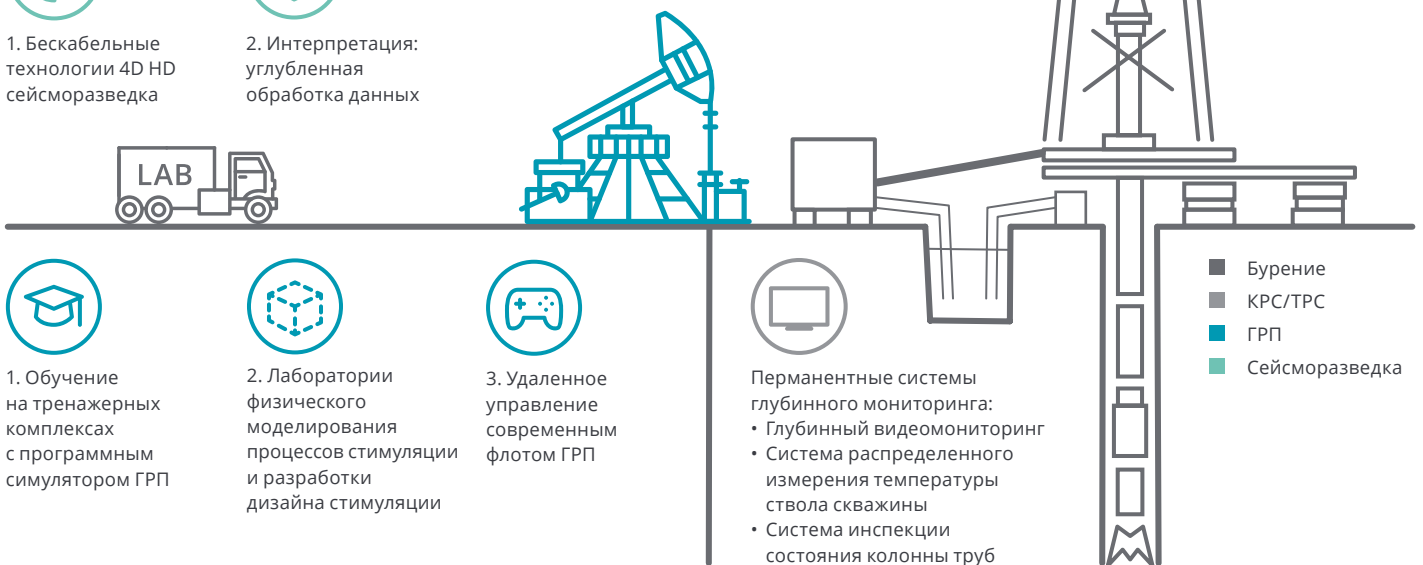 1. Бескабельные
технологии 4D HD
сейсморазведка
2. Интерпретация:
углубленная
обработка данных
LAB
1. Обучение
на тренажерных
комплексах
с программным
симулятором ГРП
2. Лаборатории
физического
моделирования
процессов стимуляции
и разработки
дизайна стимуляции
3. Удаленное
управление
современным
флотом ГРП
Перманентные системы
глубинного мониторинга:
• Глубинный видеомониторинг
• Система распределенного
измерения температуры
ствола скважины
• Система инспекции
состояния колонны труб
Бурение
КРС/ТРС
ГРП
Сейсморазведка